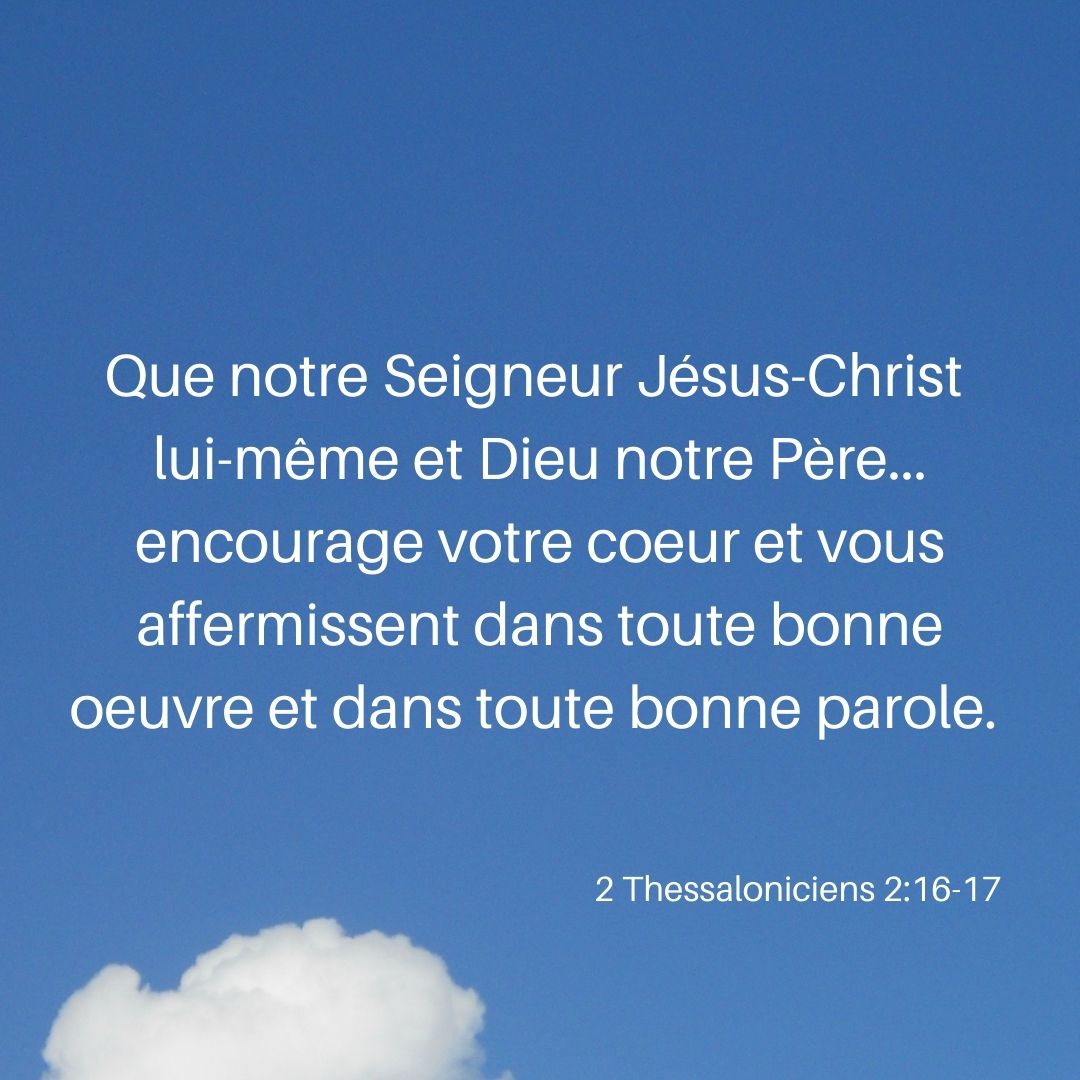 Que notre Seigneur Jésus-Christ
lui-même et Dieu notre Père...
encourage votre coeur et vous
affermissent dans toute bonne
oeuvre et dans toute bonne parole.
2 Thessaloniciens 2:16-17